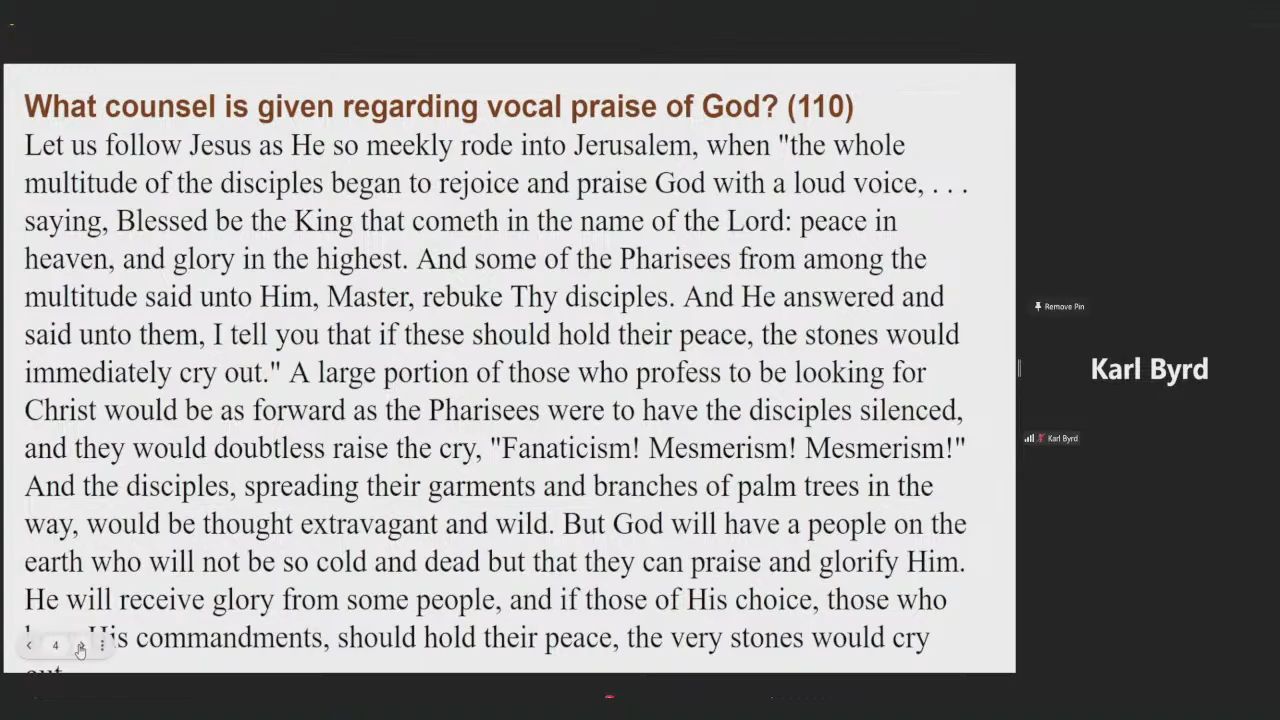 What counsel is given regarding vocal praise of God? (110)
Let us follow Jesus as He so meekly rode into Jerusalem, when "the whole
multitude of the disciples began to rejoice and praise God with a loud voice, . . .
saying, Blessed be the King that cometh in the name of the Lord: peace in
heaven, and glory in the highest. And some of the Pharisees from among the
multitude said unto Him, Master, rebuke Thy disciples. And He answered and
said unto them, I tell you that if these should hold their peace, the stones would
immediately cry out." A large portion of those who profess to be looking for
Christ would be as forward as the Pharisees were to have the disciples silenced,
and they would doubtless raise the cry, "Fanaticism! Mesmerism! Mesmerism!"
And the disciples, spreading their garments and branches of palm trees in the
way, would be thought extravagant and wild. But God will have a people on the
earth who will not be so cold and dead but that they can praise and glorify Him.
He will receive glory from some people, and if those of His choice, those who
His commandments, should hold their peace, the very stones would cry
4
Remove Pin
Karl Byrd
Karl Byrd